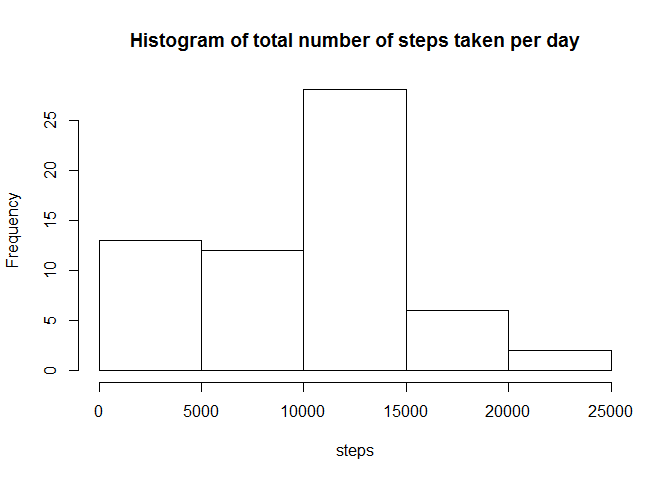 Histogram of total number of steps taken per day
Frequency
25
20
15
10
5
0
0 5000 10000 15000 20000 25000
steps